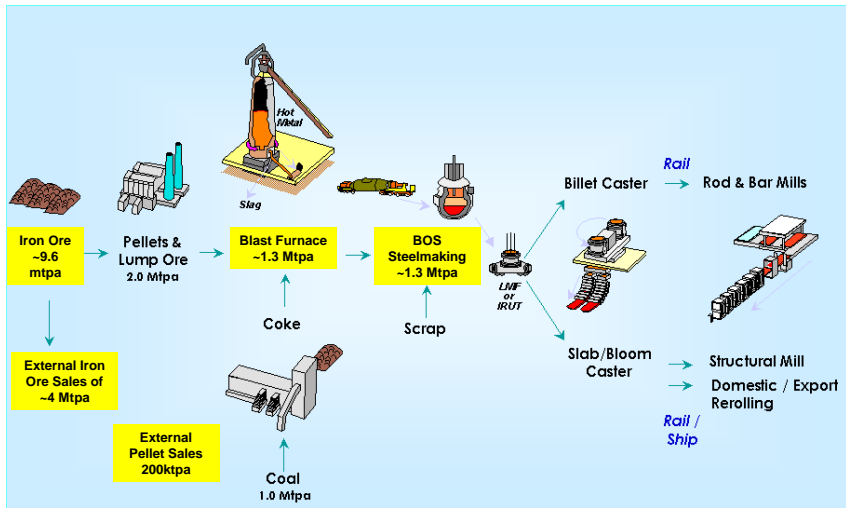 Hot
Metal
Slag
Iron Ore
~9.6
mtpa
Pellets &
Lump Ore
2.0 Mtpa
Blast Furnace
~1.3 Mtpa
BOS
Steelmaking
~1.3 Mtpa
LMF
or
IRUT
Billet Caster
Rail
Rod & Bar Mills
Coke
Scrap
External Iron
Ore Sales of
~4 Mtpa
Slab/Bloom
Caster
Structural Mill
Domestic / Export
Rerolling
Rail /
Ship
External
Pellet Sales
200ktpa
Coal
1.0 Mtpa